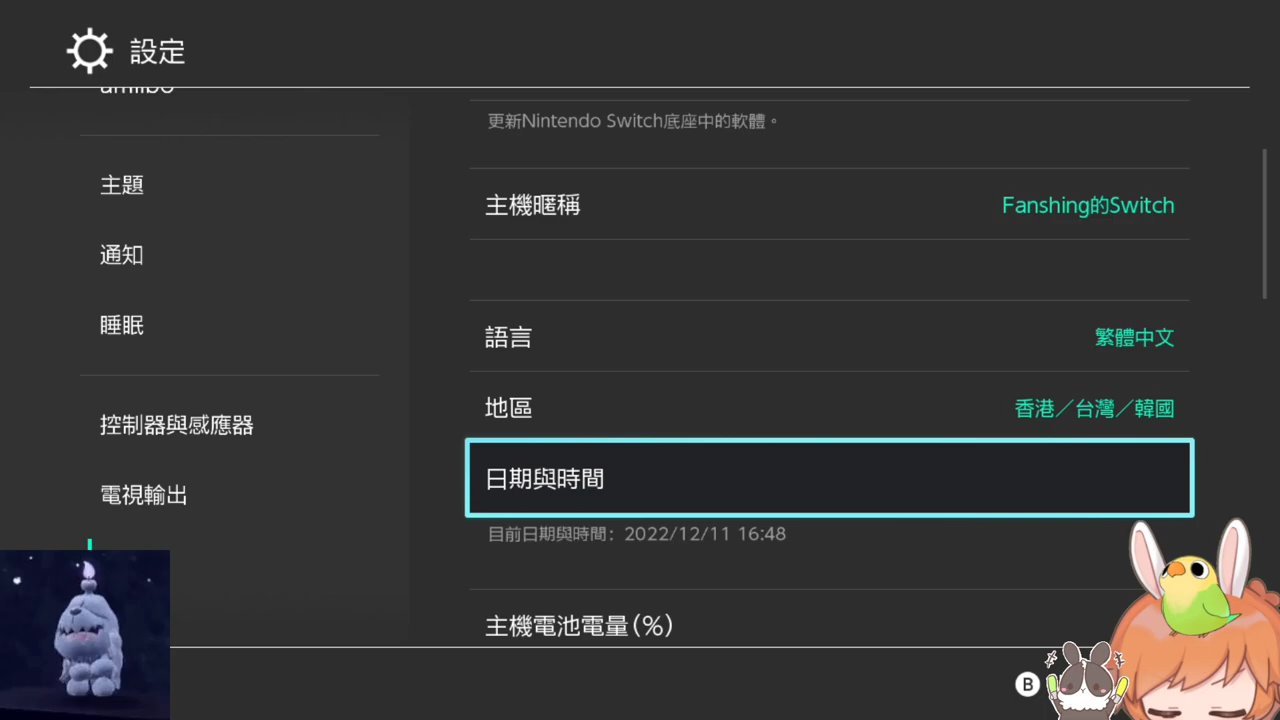 設定
amiibo
主題
通知
睡眠
控制器與感應器
電視輸出
更新Nintendo Switch底座中的軟體。
主機暱稱 Fanshing的Switch
語言 繁體中文
地區 香港／台灣／韓國
日期與時間
目前日期與時間：2022/12/11 16:48
主機電池電量(%)
B